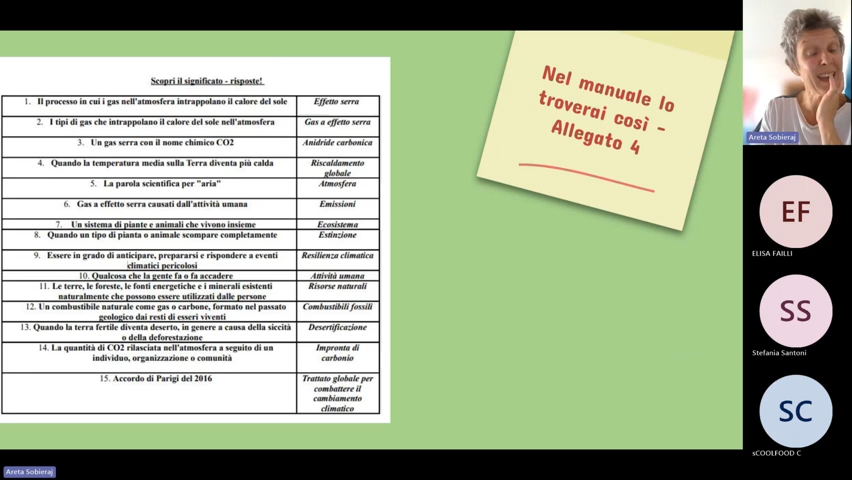 Scopri il significato - risposte!
1. Il processo in cui i gas nell'atmosfera intrappolano il calore del sole
Effetto serra
2. I tipi di gas che intrappolano il calore del sole nell'atmosfera
Gas a effetto serra
3. Un gas serra con il nome chimico CO2
Anidride carbonica
4. Quando la temperatura media sulla Terra diventa più calda
Riscaldamento
globale
5. La parola scientifica per "aria"
Atmosfera
6. Gas a effetto serra causati dall'attività umana
Emissioni
7. Un sistema di piante e animali che vivono insieme
Ecosistema
8. Quando un tipo di pianta o animale scompare completamente
Estinzione
9. Essere in grado di anticipare, prepararsi e rispondere a eventi
climatici pericolosi
Resilienza climatica
10. Qualcosa che la gente fa o fa accadere
Attività umana
11. Le terre, le foreste, le fonti energetiche e i minerali esistenti
naturalmente che possono essere utilizzati dalle persone
Risorse naturali
12. Un combustibile naturale come gas o carbone, formato nel passato
geologico dai resti di esseri viventi
Combustibili fossili
13. Quando la terra fertile diventa deserto, in genere a causa della siccità
o della deforestazione
Desertificazione
14. La quantità di CO2 rilasciata nell'atmosfera a seguito di un
individuo, organizzazione o comunità
Impronta di
carbonio
15. Accordo di Parigi del 2016
Trattato globale per
combattere il
cambiamento
climatico
Nel manuale lo
troverai così -
Allegato 4
Areta Sobieraj
EF
ELISA FAILLI
SS
Stefania Santoni
SC
sCOOLFOOD C
Areta Sobieraj